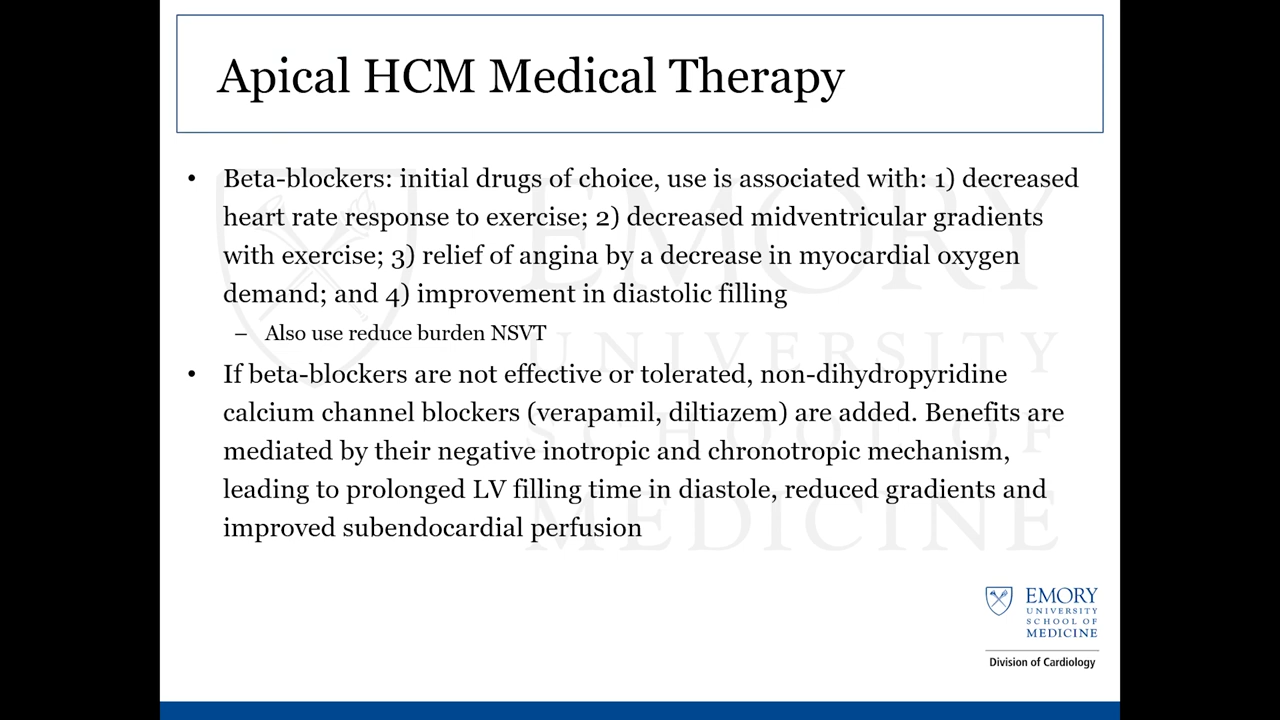 Apical HCM Medical Therapy
• Beta-blockers: initial drugs of choice, use is associated with: 1) decreased
heart rate response to exercise; 2) decreased midventricular gradients
with exercise; 3) relief of angina by a decrease in myocardial oxygen
demand; and 4) improvement in diastolic filling
– Also use reduce burden NSVT
• If beta-blockers are not effective or tolerated, non-dihydropyridine
calcium channel blockers (verapamil, diltiazem) are added. Benefits are
mediated by their negative inotropic and chronotropic mechanism,
leading to prolonged LV filling time in diastole, reduced gradients and
improved subendocardial perfusion
EMORY
UNIVERSITY
SCHOOL OF
MEDICINE
EMORY
UNIVERSITY
SCHOOL OF
MEDICINE
Division of Cardiology